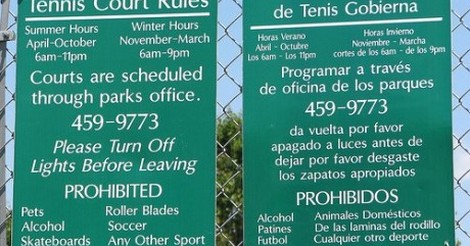 Tennis Court Rules
Summer Hours Winter Hours
April-October November-March
6am-11pm 6am-9pm
Courts are scheduled
through parks office.
459-9773
Please Turn Off
Lights Before Leaving
PROHIBITED
Pets Roller Blades
Alcohol Soccer
Skateboards Any Other Sport
de Tenis Gobierna
Horas Verano Horas Invierno
Abril - Octubre Noviembre - Marcha
Los 6am - Los 11pm cortes de los 6am - de los 9pm
Programar a través
de oficina de los parques
459-9773
da vuelta por favor
apagado a luces antes de
dejar por favor desgaste
los zapatos apropiados
PROHIBIDOS
Alcohol Animales Domésticos
Patines De las laminas del rodillo
Futbol Cualquier otro deporte